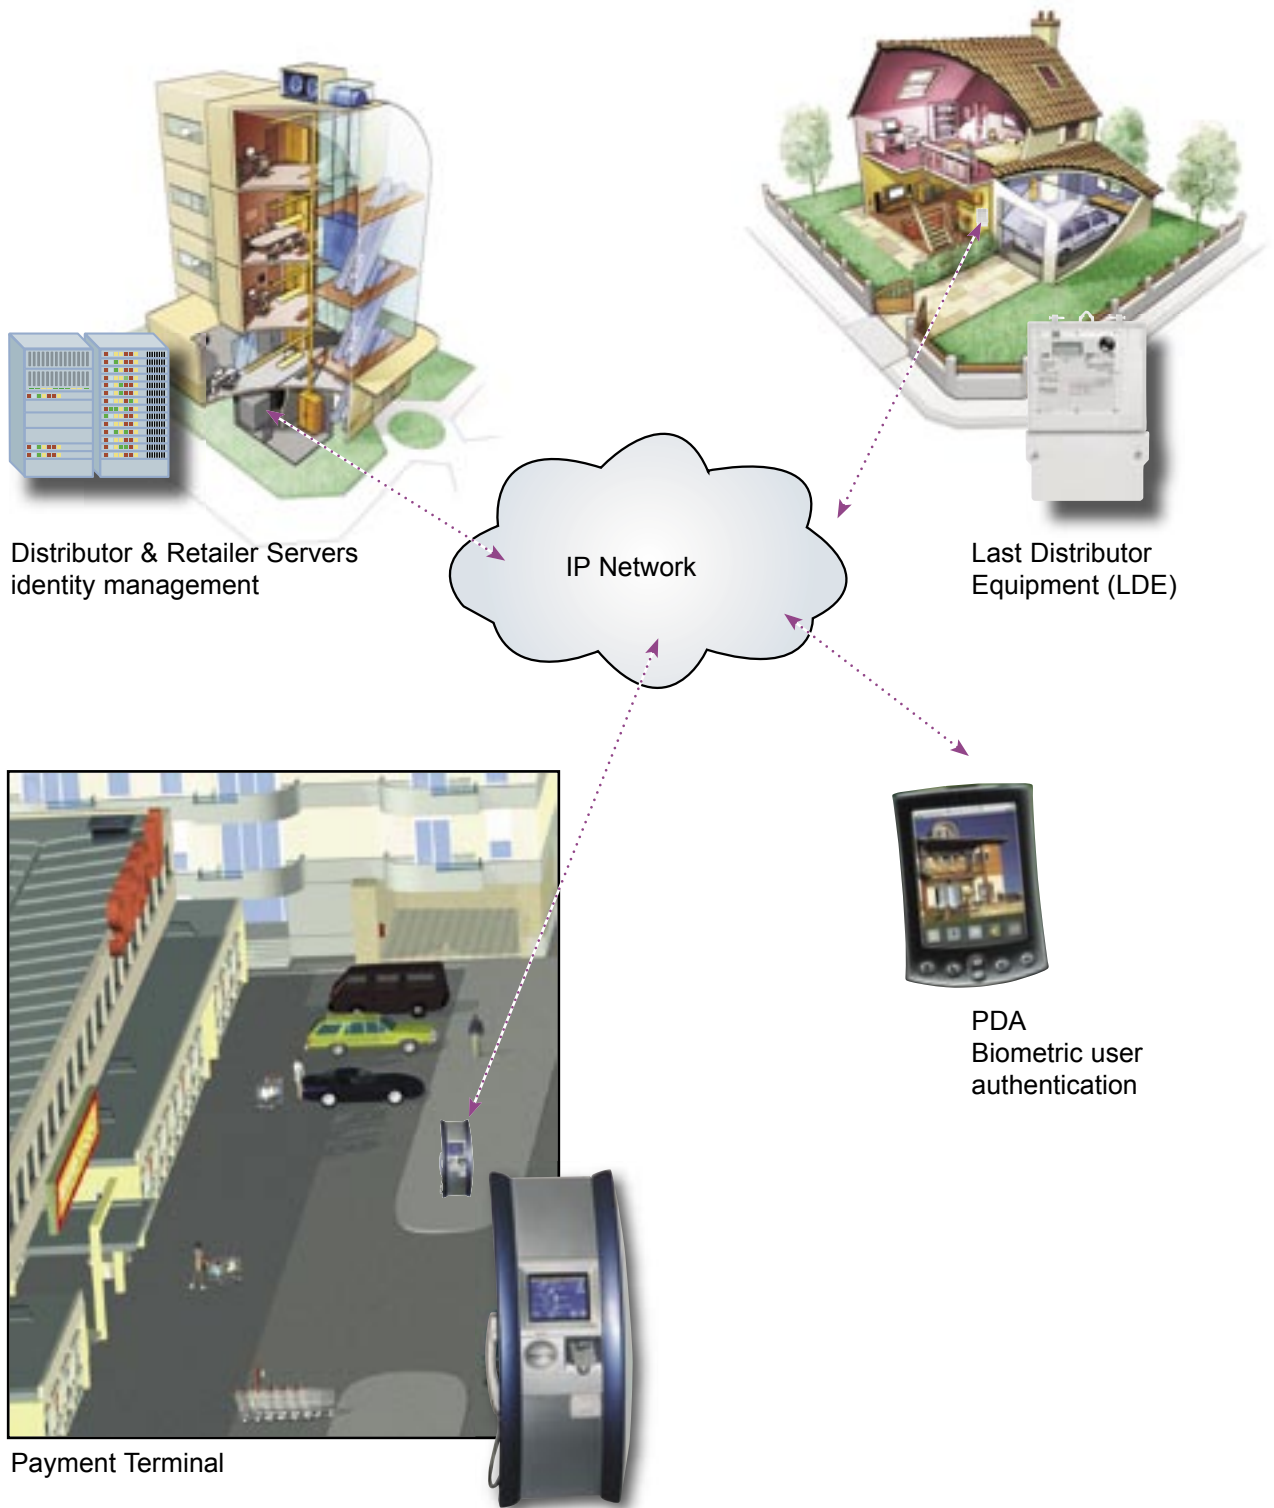 Distributor & Retailer Servers
identity management
IP Network
Last Distributor
Equipment (LDE)
PDA
Biometric user
authentication
Payment Terminal